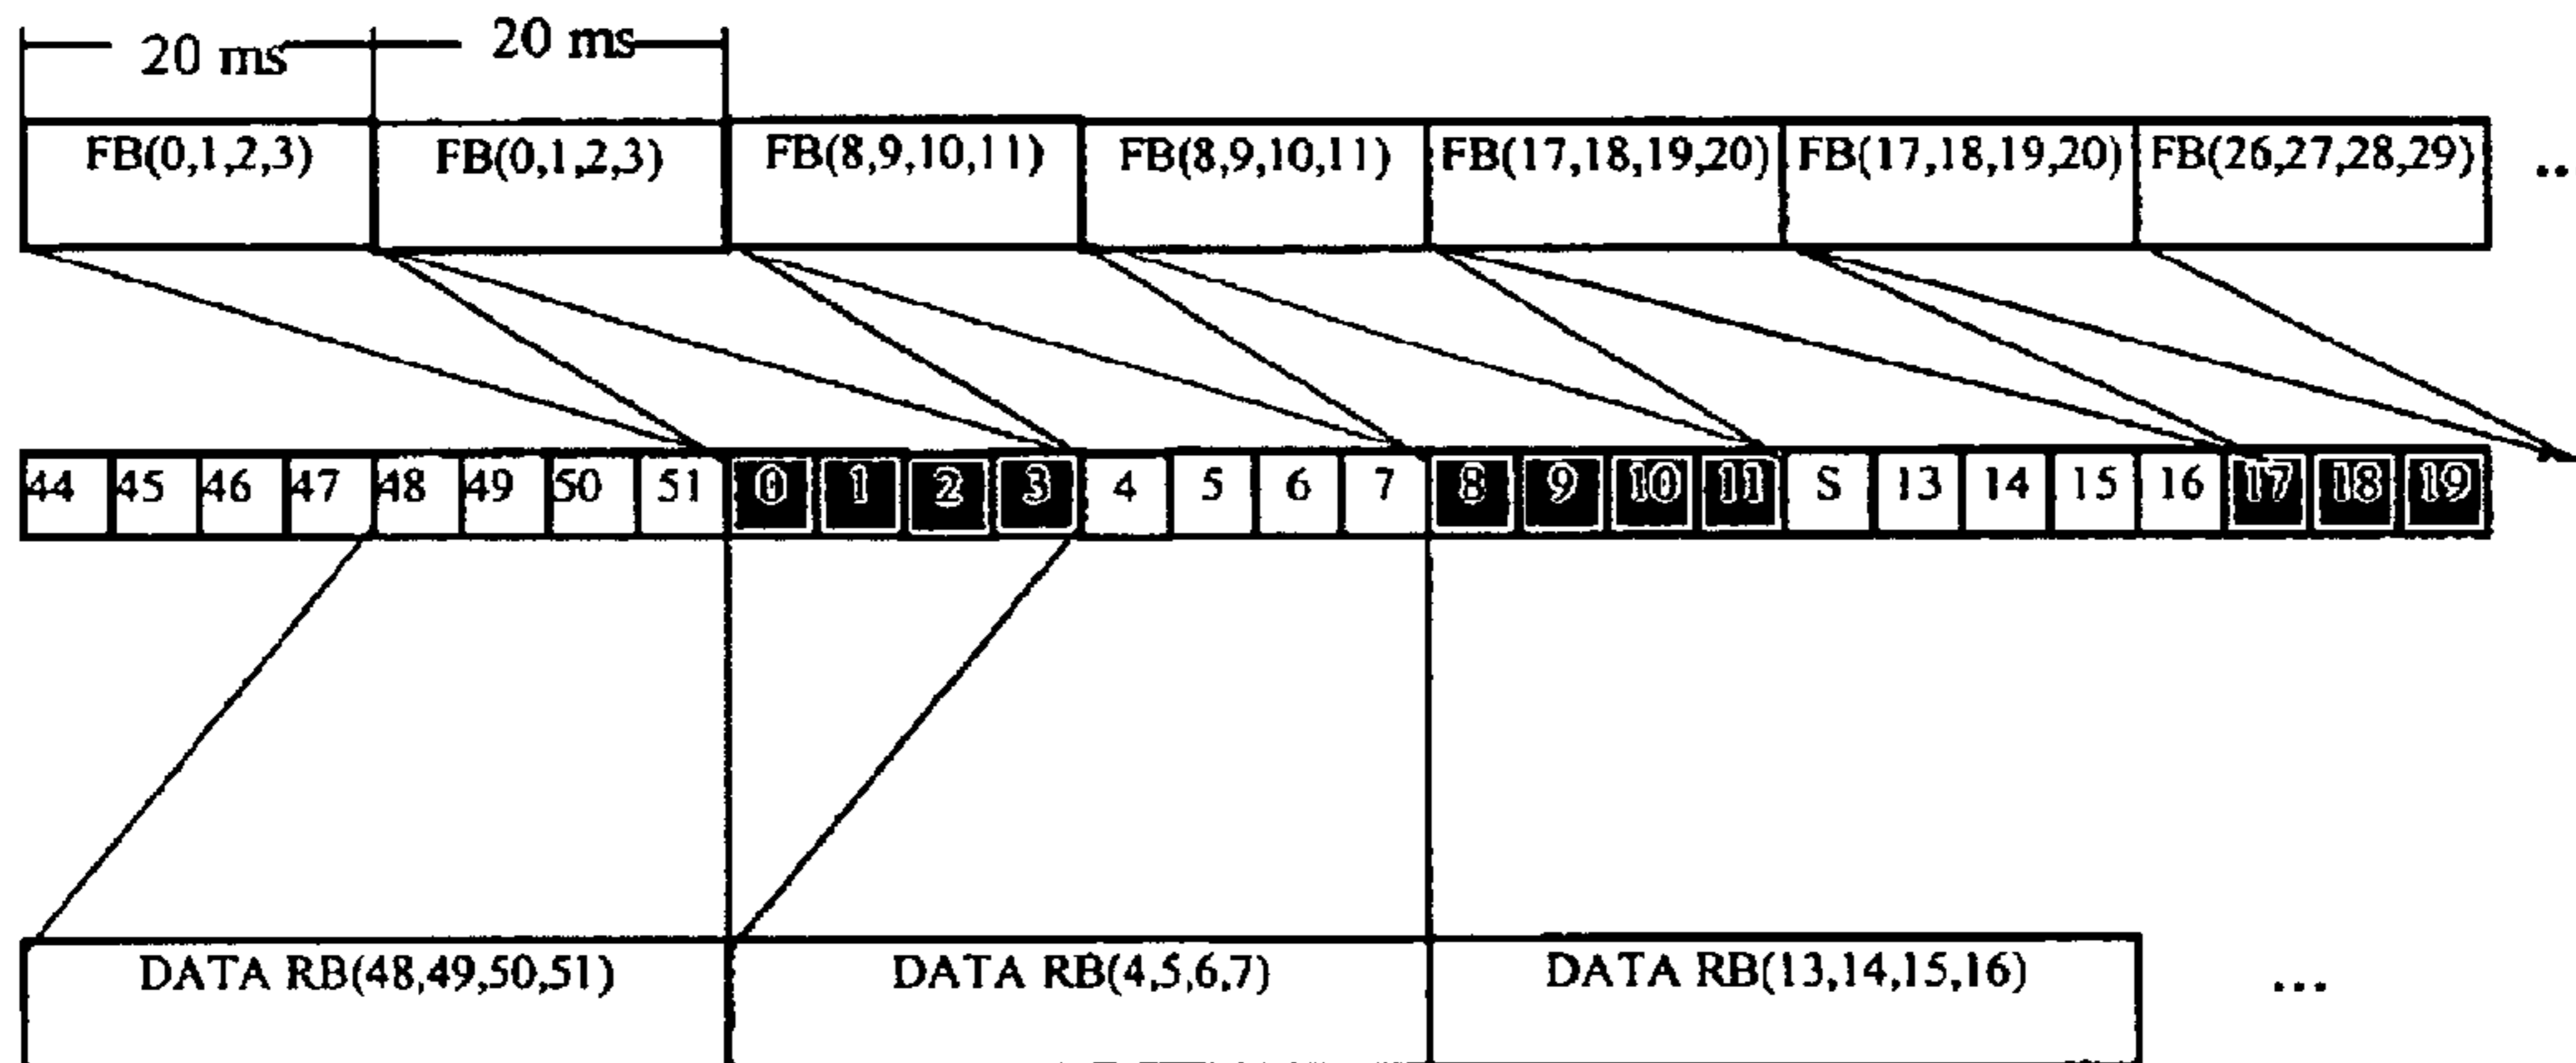 20 ms 20 ms
FB(0,1,2,3) FB(0,1,2,3) FB(8,9,10,11) FB(8,9,10,11) FB(17,18,19,20) FB(17,18,19,20) FB(26,27,28,29) ..
44 45 46 47 48 49 50 51 0 1 2 3 4 5 6 7 8 9 10 11 S 13 14 15 16 17 18 19
DATA RB(48,49,50,51) DATA RB(4,5,6,7) DATA RB(13,14,15,16) ...